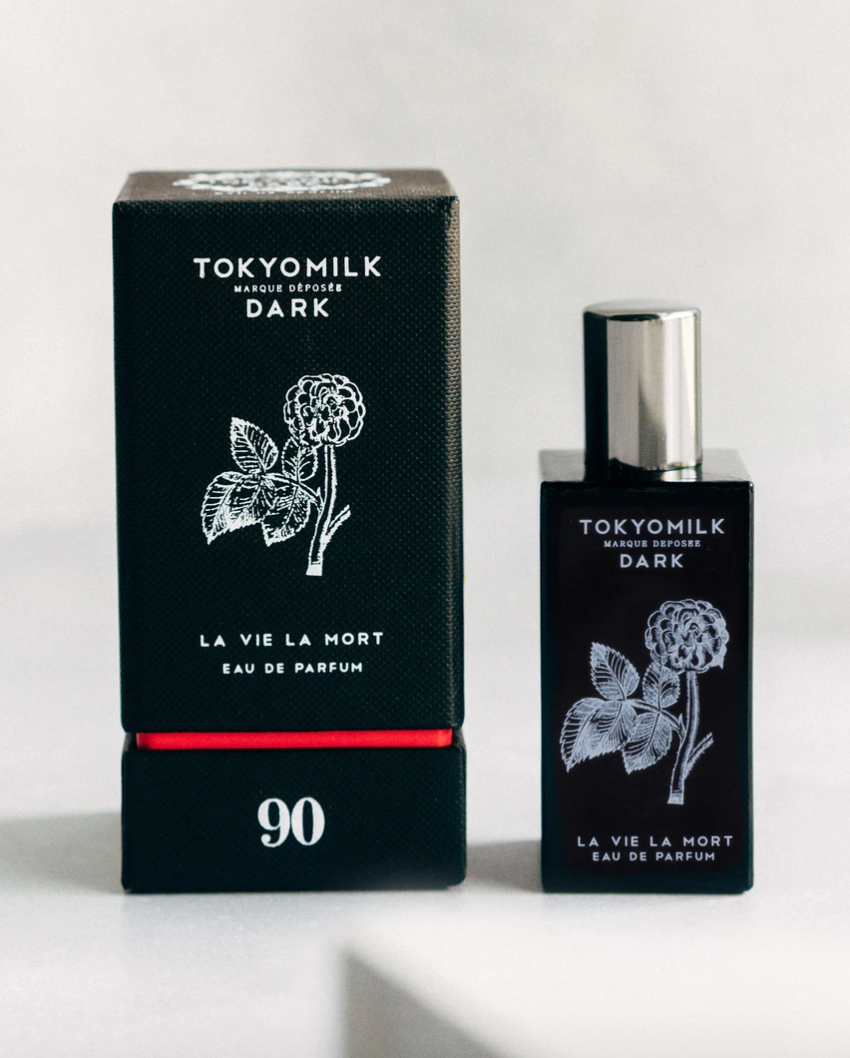 TOKYOMILK
MARQUE DÉPOSÉE
DARK
LA VIE LA MORT
EAU DE PARFUM
90
TOKYOMILK
MARQUE DEPOSEE
DARK
LA VIE LA MORT
EAU DE PARFUM